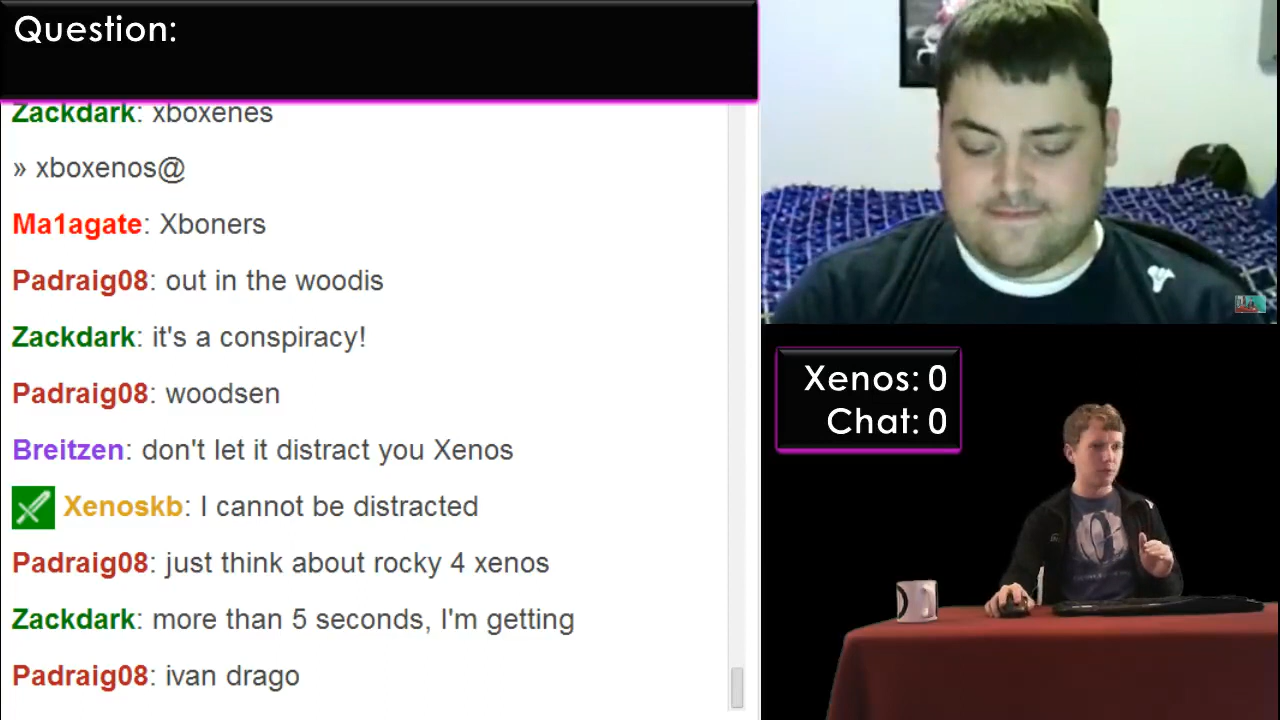 Question:
Zackdark: xboxenes
» xboxenos@
Ma1agate: Xboners
Padraig08: out in the woodis
Zackdark: it's a conspiracy!
Padraig08: woodsen
Breitzen: don't let it distract you Xenos
Xenoskb: I cannot be distracted
Padraig08: just think about rocky 4 xenos
Zackdark: more than 5 seconds, I'm getting
Padraig08: ivan drago
Xenos: 0
Chat: 0